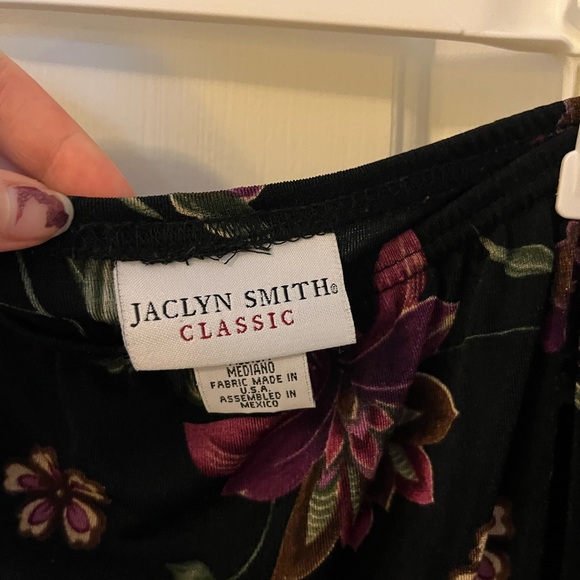 JACLYN SMITH®
CLASSIC
MEDIANO
FABRIC MADE IN
U.S.A.
ASSEMBLED IN
MEXICO